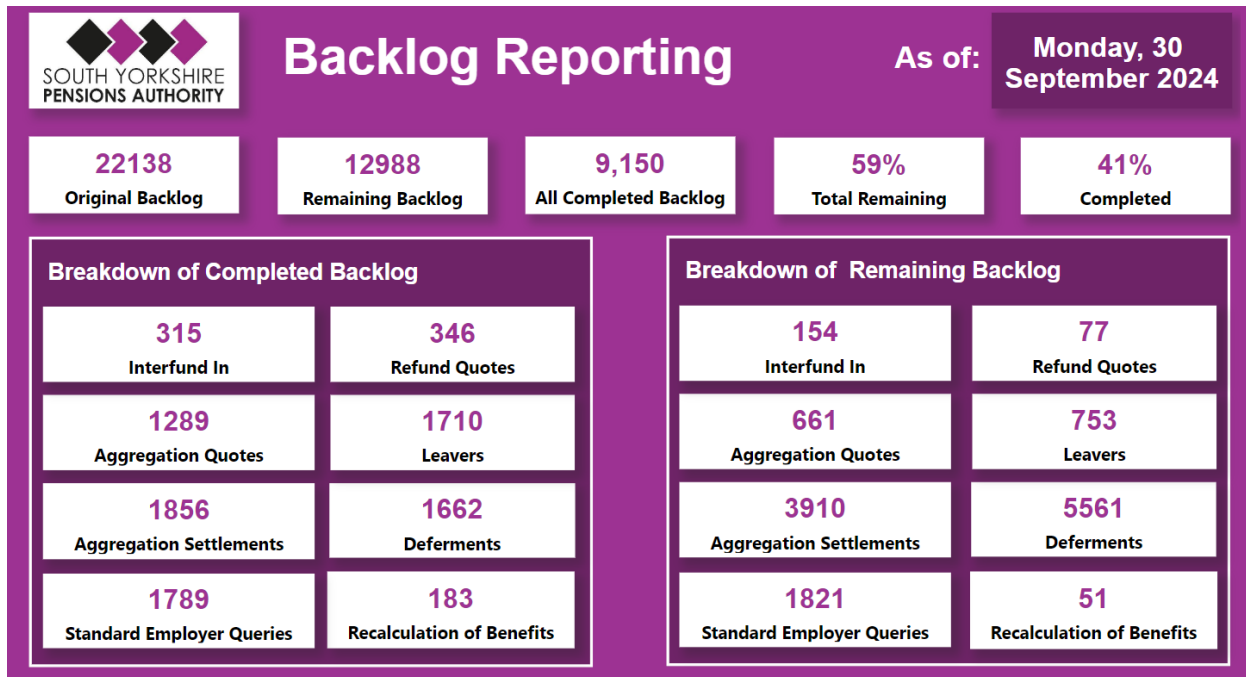 SOUTH YORKSHIRE
PENSIONS AUTHORITY
Backlog Reporting
As of:
Monday, 30
September 2024
22138
Original Backlog
12988
Remaining Backlog
9,150
All Completed Backlog
59%
Total Remaining
41%
Completed
Breakdown of Completed Backlog
315
Interfund In
346
Refund Quotes
1289
Aggregation Quotes
1710
Leavers
1856
Aggregation Settlements
1662
Deferments
1789
Standard Employer Queries
183
Recalculation of Benefits
Breakdown of  Remaining Backlog
154
Interfund In
77
Refund Quotes
661
Aggregation Quotes
753
Leavers
3910
Aggregation Settlements
5561
Deferments
1821
Standard Employer Queries
51
Recalculation of Benefits